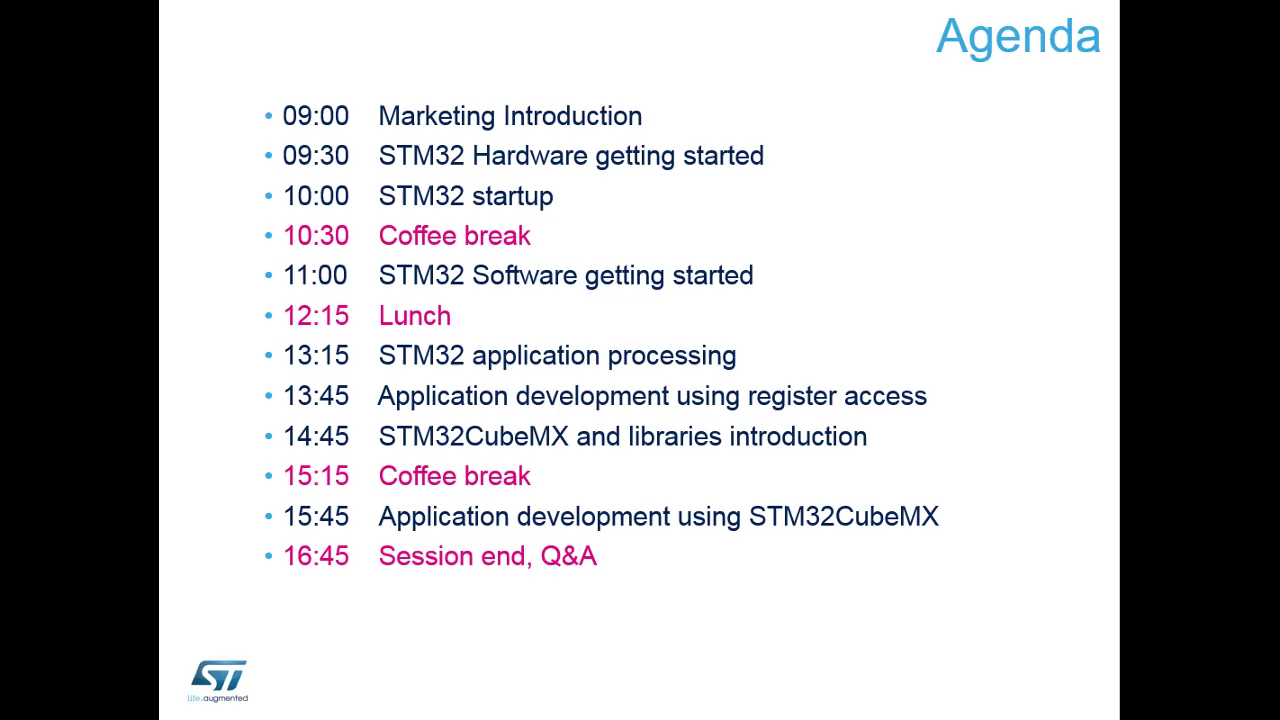 Agenda
• 09:00 Marketing Introduction
• 09:30 STM32 Hardware getting started
• 10:00 STM32 startup
• 10:30 Coffee break
• 11:00 STM32 Software getting started
• 12:15 Lunch
• 13:15 STM32 application processing
• 13:45 Application development using register access
• 14:45 STM32CubeMX and libraries introduction
• 15:15 Coffee break
• 15:45 Application development using STM32CubeMX
• 16:45 Session end, Q&A
ST
life.augmented